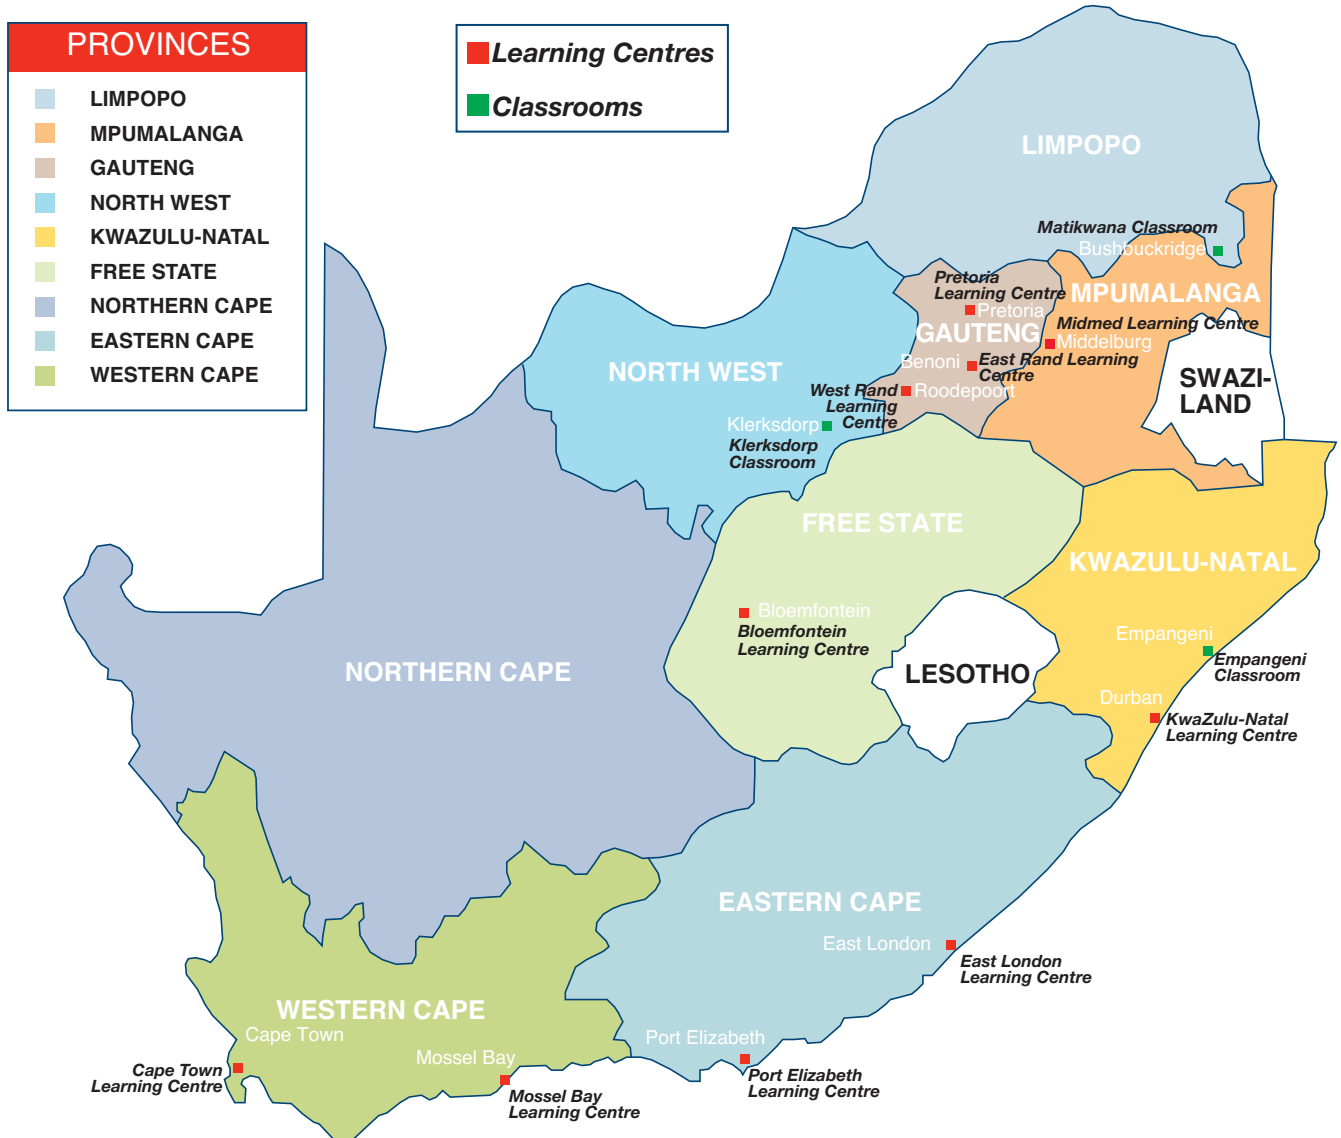 PROVINCES
LIMPOPO
MPUMALANGA
GAUTENG
NORTH WEST
KWAZULU-NATAL
FREE STATE
NORTHERN CAPE
EASTERN CAPE
WESTERN CAPE
Learning Centres
Classrooms
LIMPOPO
Matikwana Classroom
Bushbuckridge
Pretoria
Learning Centre
Pretoria
MPUMALANGA
GAUTENG
Midmed Learning Centre
Middelburg
Benoni
East Rand Learning
Centre
NORTH WEST
West Rand
Learning
Centre
Roodepoort
SWAZI-
LAND
Klerksdorp
Klerksdorp
Classroom
FREE STATE
KWAZULU-NATAL
Bloemfontein
Bloemfontein
Learning Centre
Empangeni
Empangeni
Classroom
NORTHERN CAPE
LESOTHO
Durban
KwaZulu-Natal
Learning Centre
EASTERN CAPE
East London
East London
Learning Centre
WESTERN CAPE
Cape Town
Cape Town
Learning Centre
Mossel Bay
Mossel Bay
Learning Centre
Port Elizabeth
Port Elizabeth
Learning Centre